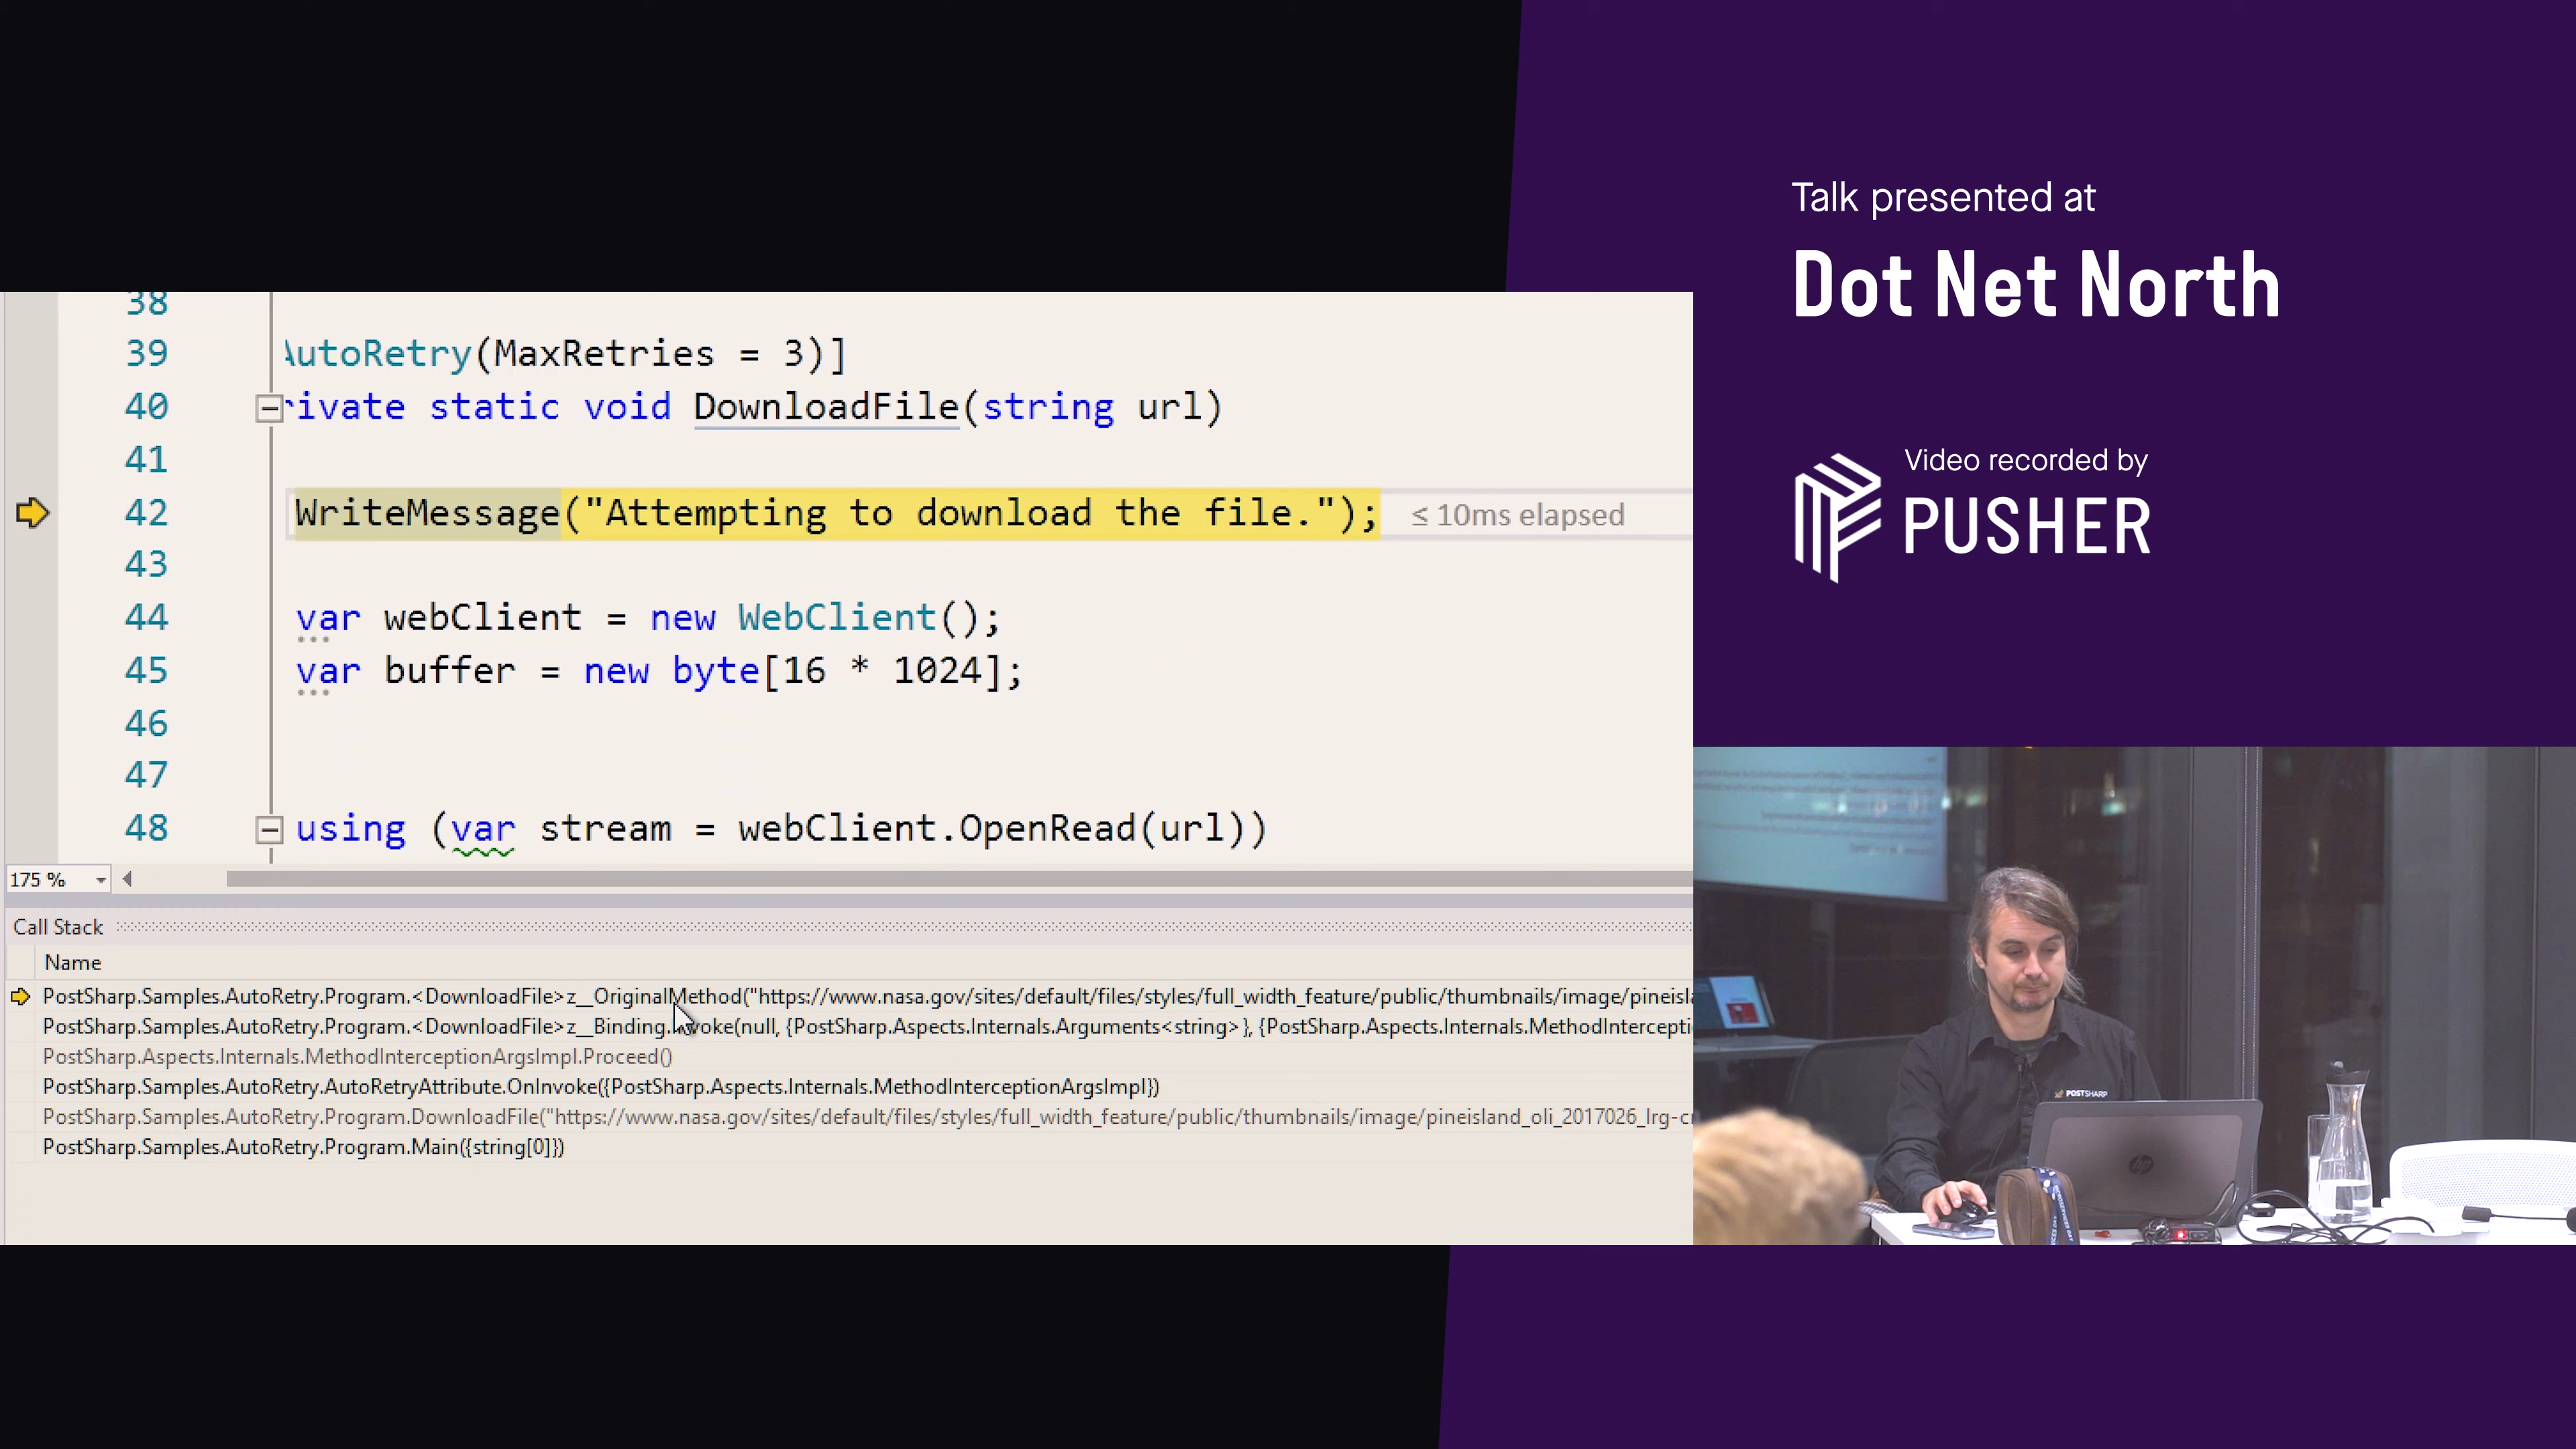 38
39 AutoRetry(MaxRetries = 3)]
40 rivate static void DownloadFile(string url)
41
42 WriteMessage("Attempting to download the file."); ≤ 10ms elapsed
43
44 var webClient = new WebClient();
45 var buffer = new byte[16 * 1024];
46
47
48 using (var stream = webClient.OpenRead(url))
175 %
Call Stack
Name
PostSharp.Samples.AutoRetry.Program.<DownloadFile>z__OriginalMethod("https://www.nasa.gov/sites/default/files/styles/full_width_feature/public/thumbnails/image/pineisla
PostSharp.Samples.AutoRetry.Program.<DownloadFile>z__Binding.Invoke(null, {PostSharp.Aspects.Internals.Arguments<string>}, {PostSharp.Aspects.Internals.MethodIntercepti
PostSharp.Aspects.Internals.MethodInterceptionArgsImpl.Proceed()
PostSharp.Samples.AutoRetry.AutoRetryAttribute.OnInvoke({PostSharp.Aspects.Internals.MethodInterceptionArgsImpl})
PostSharp.Samples.AutoRetry.Program.DownloadFile("https://www.nasa.gov/sites/default/files/styles/full_width_feature/public/thumbnails/image/pineisland_oli_2017026_lrg-cr
PostSharp.Samples.AutoRetry.Program.Main({string[0]})
Talk presented at
Dot Net North
Video recorded by
PUSHER
POSTSHARP
hp